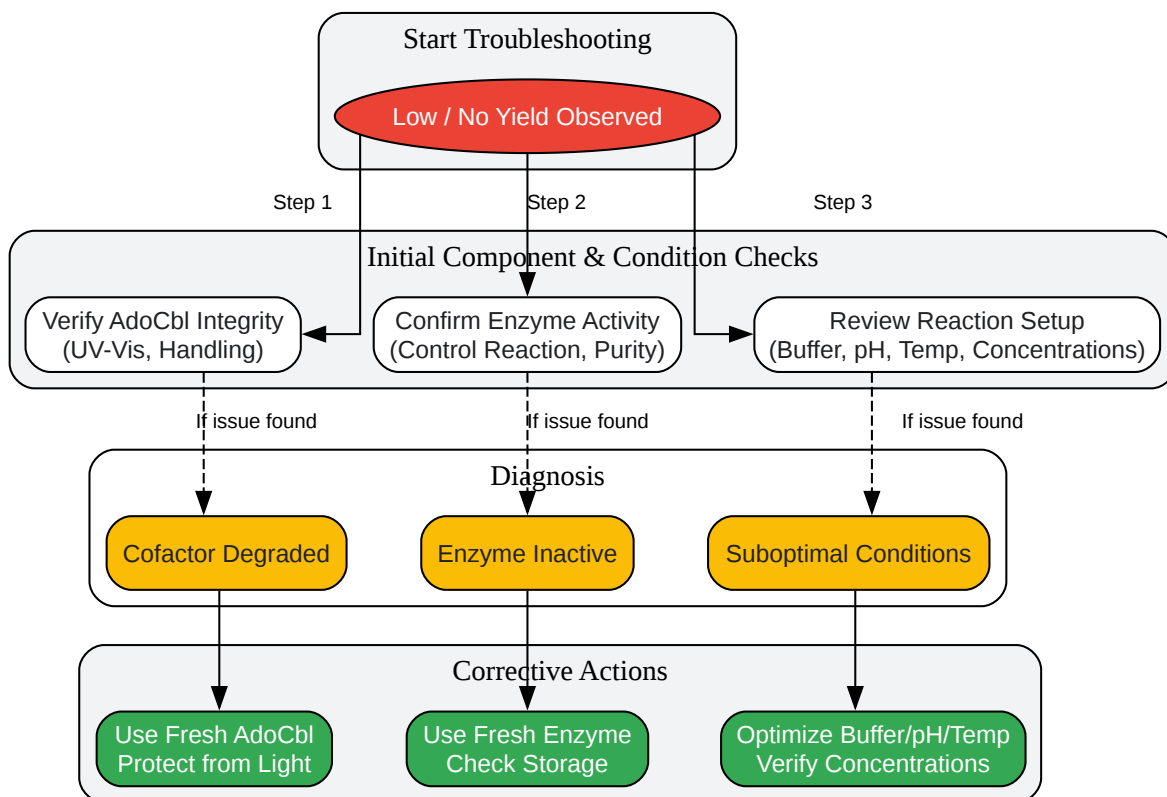 Start Troubleshooting
Low / No Yield Observed
Step 1
Step 2
Step 3
Initial Component & Condition Checks
Verify AdoCbl Integrity
(UV-Vis, Handling)
Confirm Enzyme Activity
(Control Reaction, Purity)
Review Reaction Setup
(Buffer, pH, Temp, Concentrations)
If issue found
If issue found
If issue found
Diagnosis
Cofactor Degraded
Enzyme Inactive
Suboptimal Conditions
Corrective Actions
Use Fresh AdoCbl
Protect from Light
Use Fresh Enzyme
Check Storage
Optimize Buffer/pH/Temp
Verify Concentrations